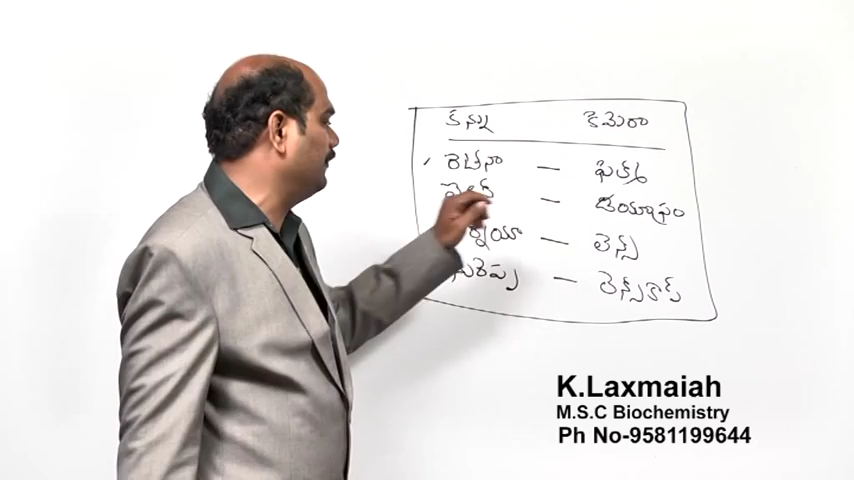 కన్ను కెమెరా
రెటీనా — ఫిల్మ్
— డయాఫ్రం
— లెన్స్
— లెన్స్‌కాప్
K.Laxmaiah
M.S.C Biochemistry
Ph No-9581199644